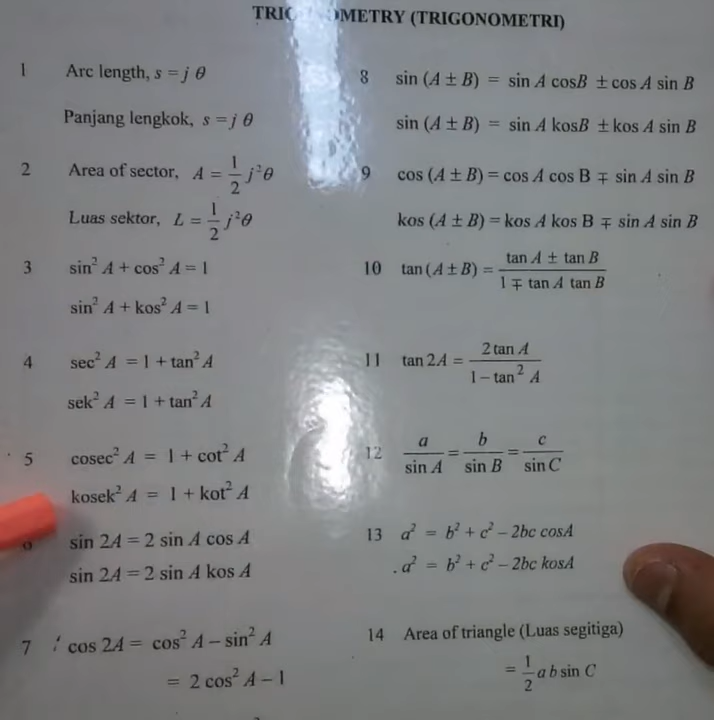 TRIGONOMETRY (TRIGONOMETRI)
1 Arc length, s = j θ
Panjang lengkok, s = j θ
2 Area of sector, A = 1/2 j²θ
Luas sektor, L = 1/2 j²θ
3 sin² A + cos² A = 1
sin² A + kos² A = 1
4 sec² A = 1 + tan² A
sek² A = 1 + tan² A
5 cosec² A = 1 + cot² A
kosek² A = 1 + kot² A
6 sin 2A = 2 sin A cos A
sin 2A = 2 sin A kos A
7 cos 2A = cos² A – sin² A
= 2 cos² A – 1
8 sin (A ± B) = sin A cosB ± cos A sin B
sin (A ± B) = sin A kosB ± kos A sin B
9 cos (A ± B) = cos A cos B ∓ sin A sin B
kos (A ± B) = kos A kos B ∓ sin A sin B
10 tan (A ± B) = (tan A ± tan B)/(1 ∓ tan A tan B)
11 tan 2A = (2 tan A)/(1 – tan² A)
12 a/sin A = b/sin B = c/sin C
13 a² = b² + c² – 2bc cosA
a² = b² + c² – 2bc kosA
14 Area of triangle (Luas segitiga)
= 1/2 a b sin C